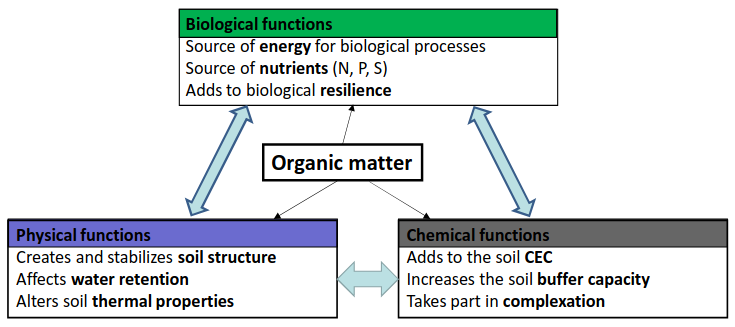 Biological functions
Source of energy for biological processes
Source of nutrients (N, P, S)
Adds to biological resilience
Organic matter
Physical functions
Creates and stabilizes soil structure
Affects water retention
Alters soil thermal properties
Chemical functions
Adds to the soil CEC
Increases the soil buffer capacity
Takes part in complexation